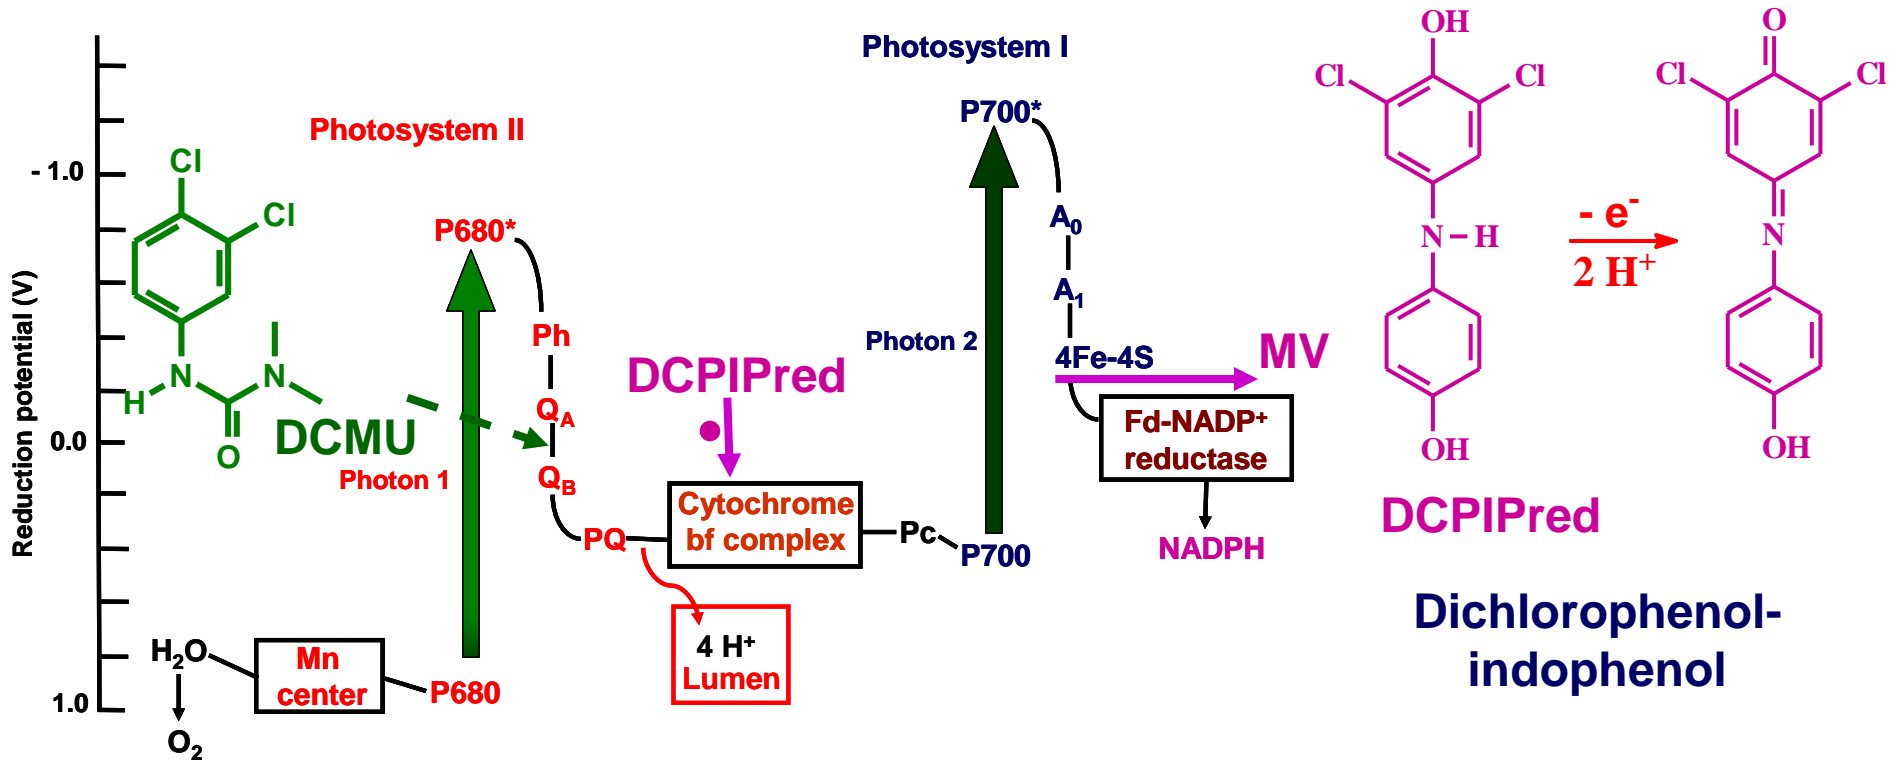 Photosystem I
Photosystem II
Reduction potential (V)
- 1.0
0.0
1.0
Cl
Cl
N
H
N
O
DCMU
Photon 1
P680*
Ph
QA
QB
PQ
H2O
O2
Mn
center
P680
4 H+
Lumen
DCPIPred
Cytochrome
bf complex
Pc
P700
Photon 2
P700*
A0
A1
4Fe-4S
MV
Fd-NADP+
reductase
NADPH
OH
Cl
Cl
N
H
OH
DCPIPred
- e-
2 H+
O
Cl
Cl
N
OH
Dichlorophenol-
indophenol